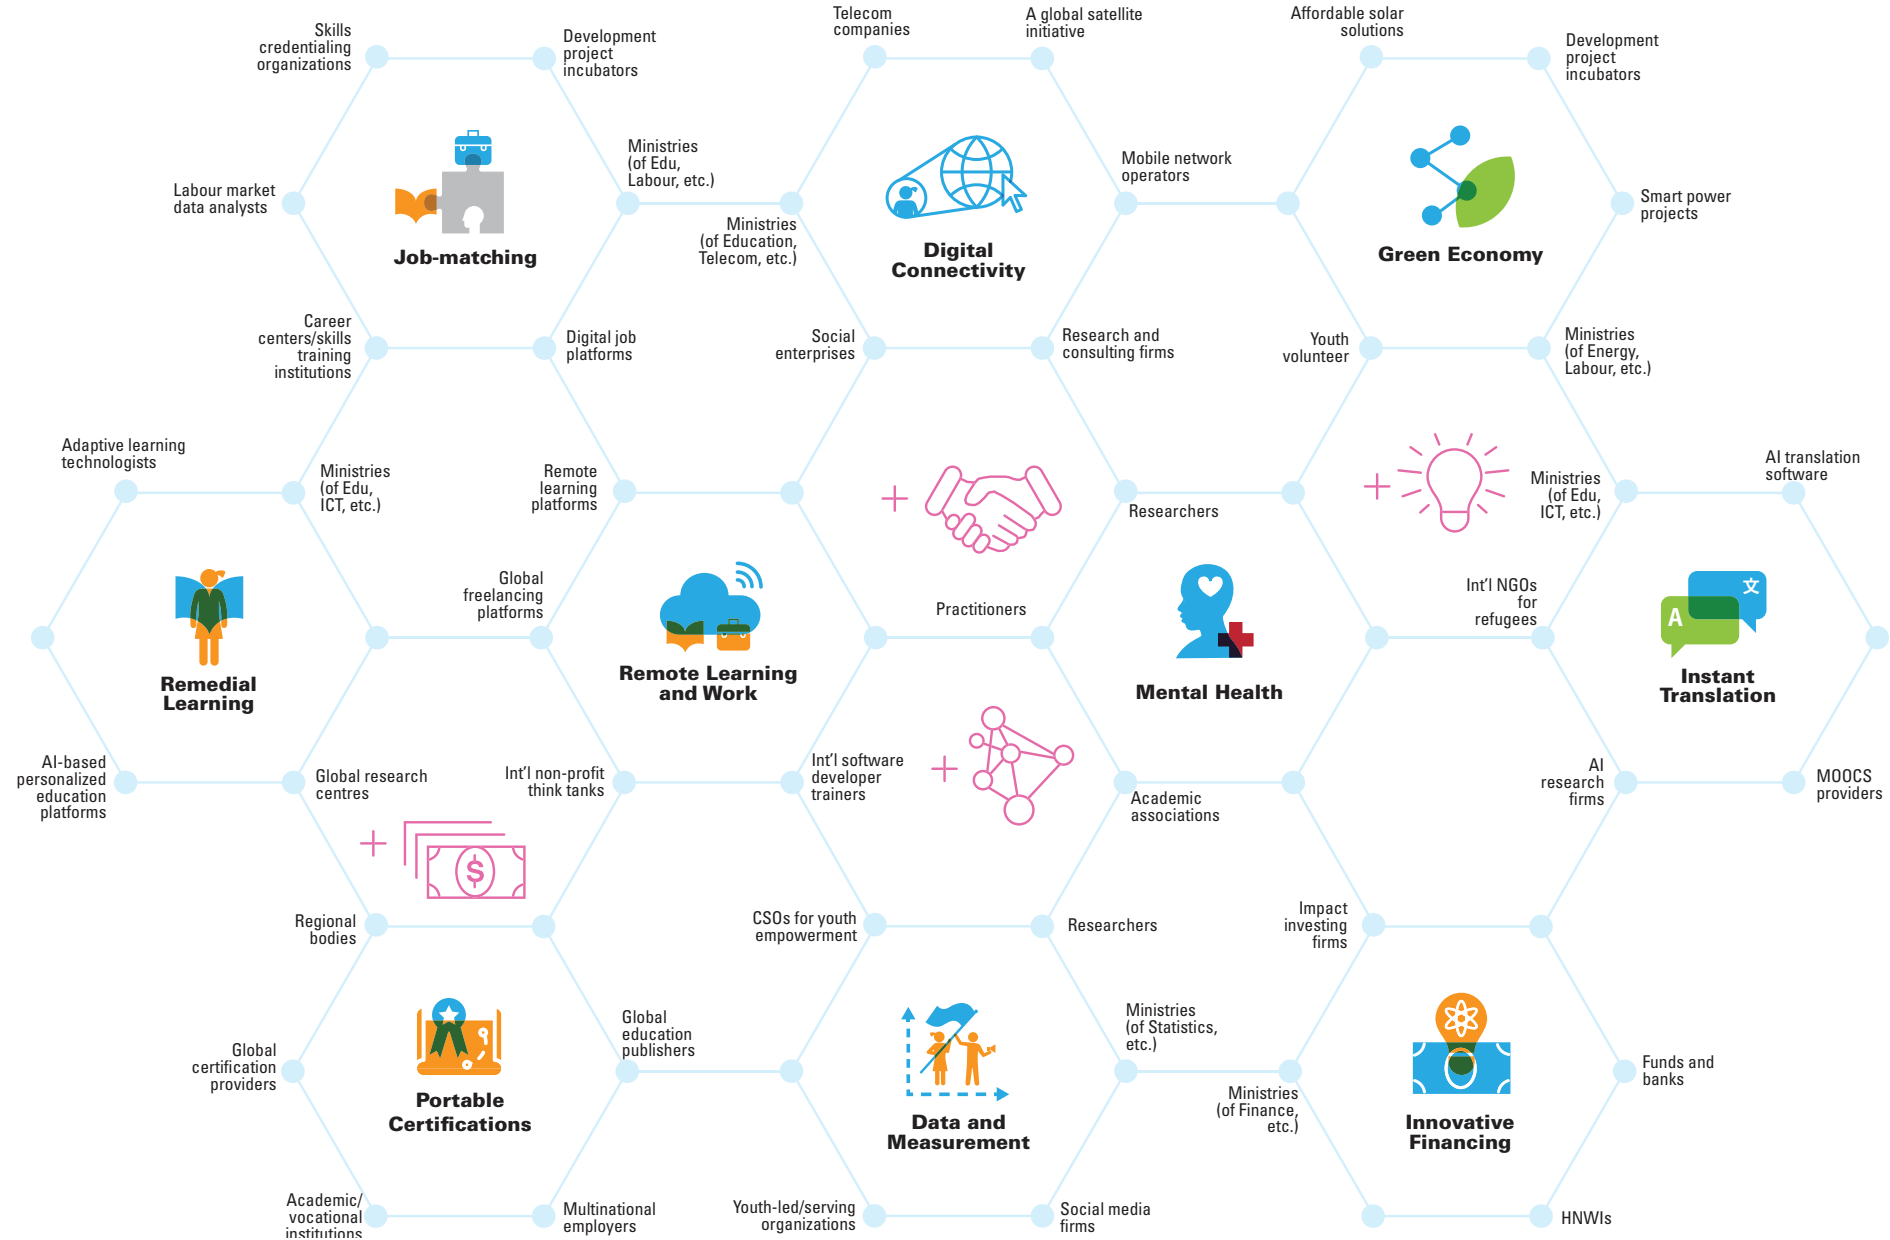 Skills
credentialing
organizations
Development
project
incubators
Telecom
companies
A global satellite
initiative
Affordable solar
solutions
Development
project
incubators
Labour market
data analysts
Ministries
(of Edu,
Labour, etc.)
Job-matching
Ministries
(of Education,
Telecom, etc.)
Digital
Connectivity
Mobile network
operators
Green Economy
Smart power
projects
Career
centers/skills
training
institutions
Digital job
platforms
Social
enterprises
Research and
consulting firms
Youth
volunteer
Ministries
(of Energy,
Labour, etc.)
Adaptive learning
technologists
Ministries
(of Edu,
ICT, etc.)
Remote
learning
platforms
+
Researchers
+
Ministries
(of Edu,
ICT, etc.)
AI translation
software
Remedial
Learning
Global
freelancing
platforms
Remote Learning
and Work
Practitioners
Mental Health
Int'l NGOs
for
refugees
A
文
Instant
Translation
AI-based
personalized
education
platforms
Global research
centres
Int'l non-profit
think tanks
Int'l software
developer
trainers
+
Academic
associations
AI
research
firms
MOOCS
providers
+
$
Regional
bodies
CSOs for youth
empowerment
Researchers
Impact
investing
firms
Global
certification
providers
Portable
Certifications
Global
education
publishers
Data and
Measurement
Ministries
(of Statistics,
etc.)
Ministries
(of Finance,
etc.)
Innovative
Financing
Funds and
banks
Academic/
vocational
institutions
Multinational
employers
Youth-led/serving
organizations
Social media
firms
HNWIs